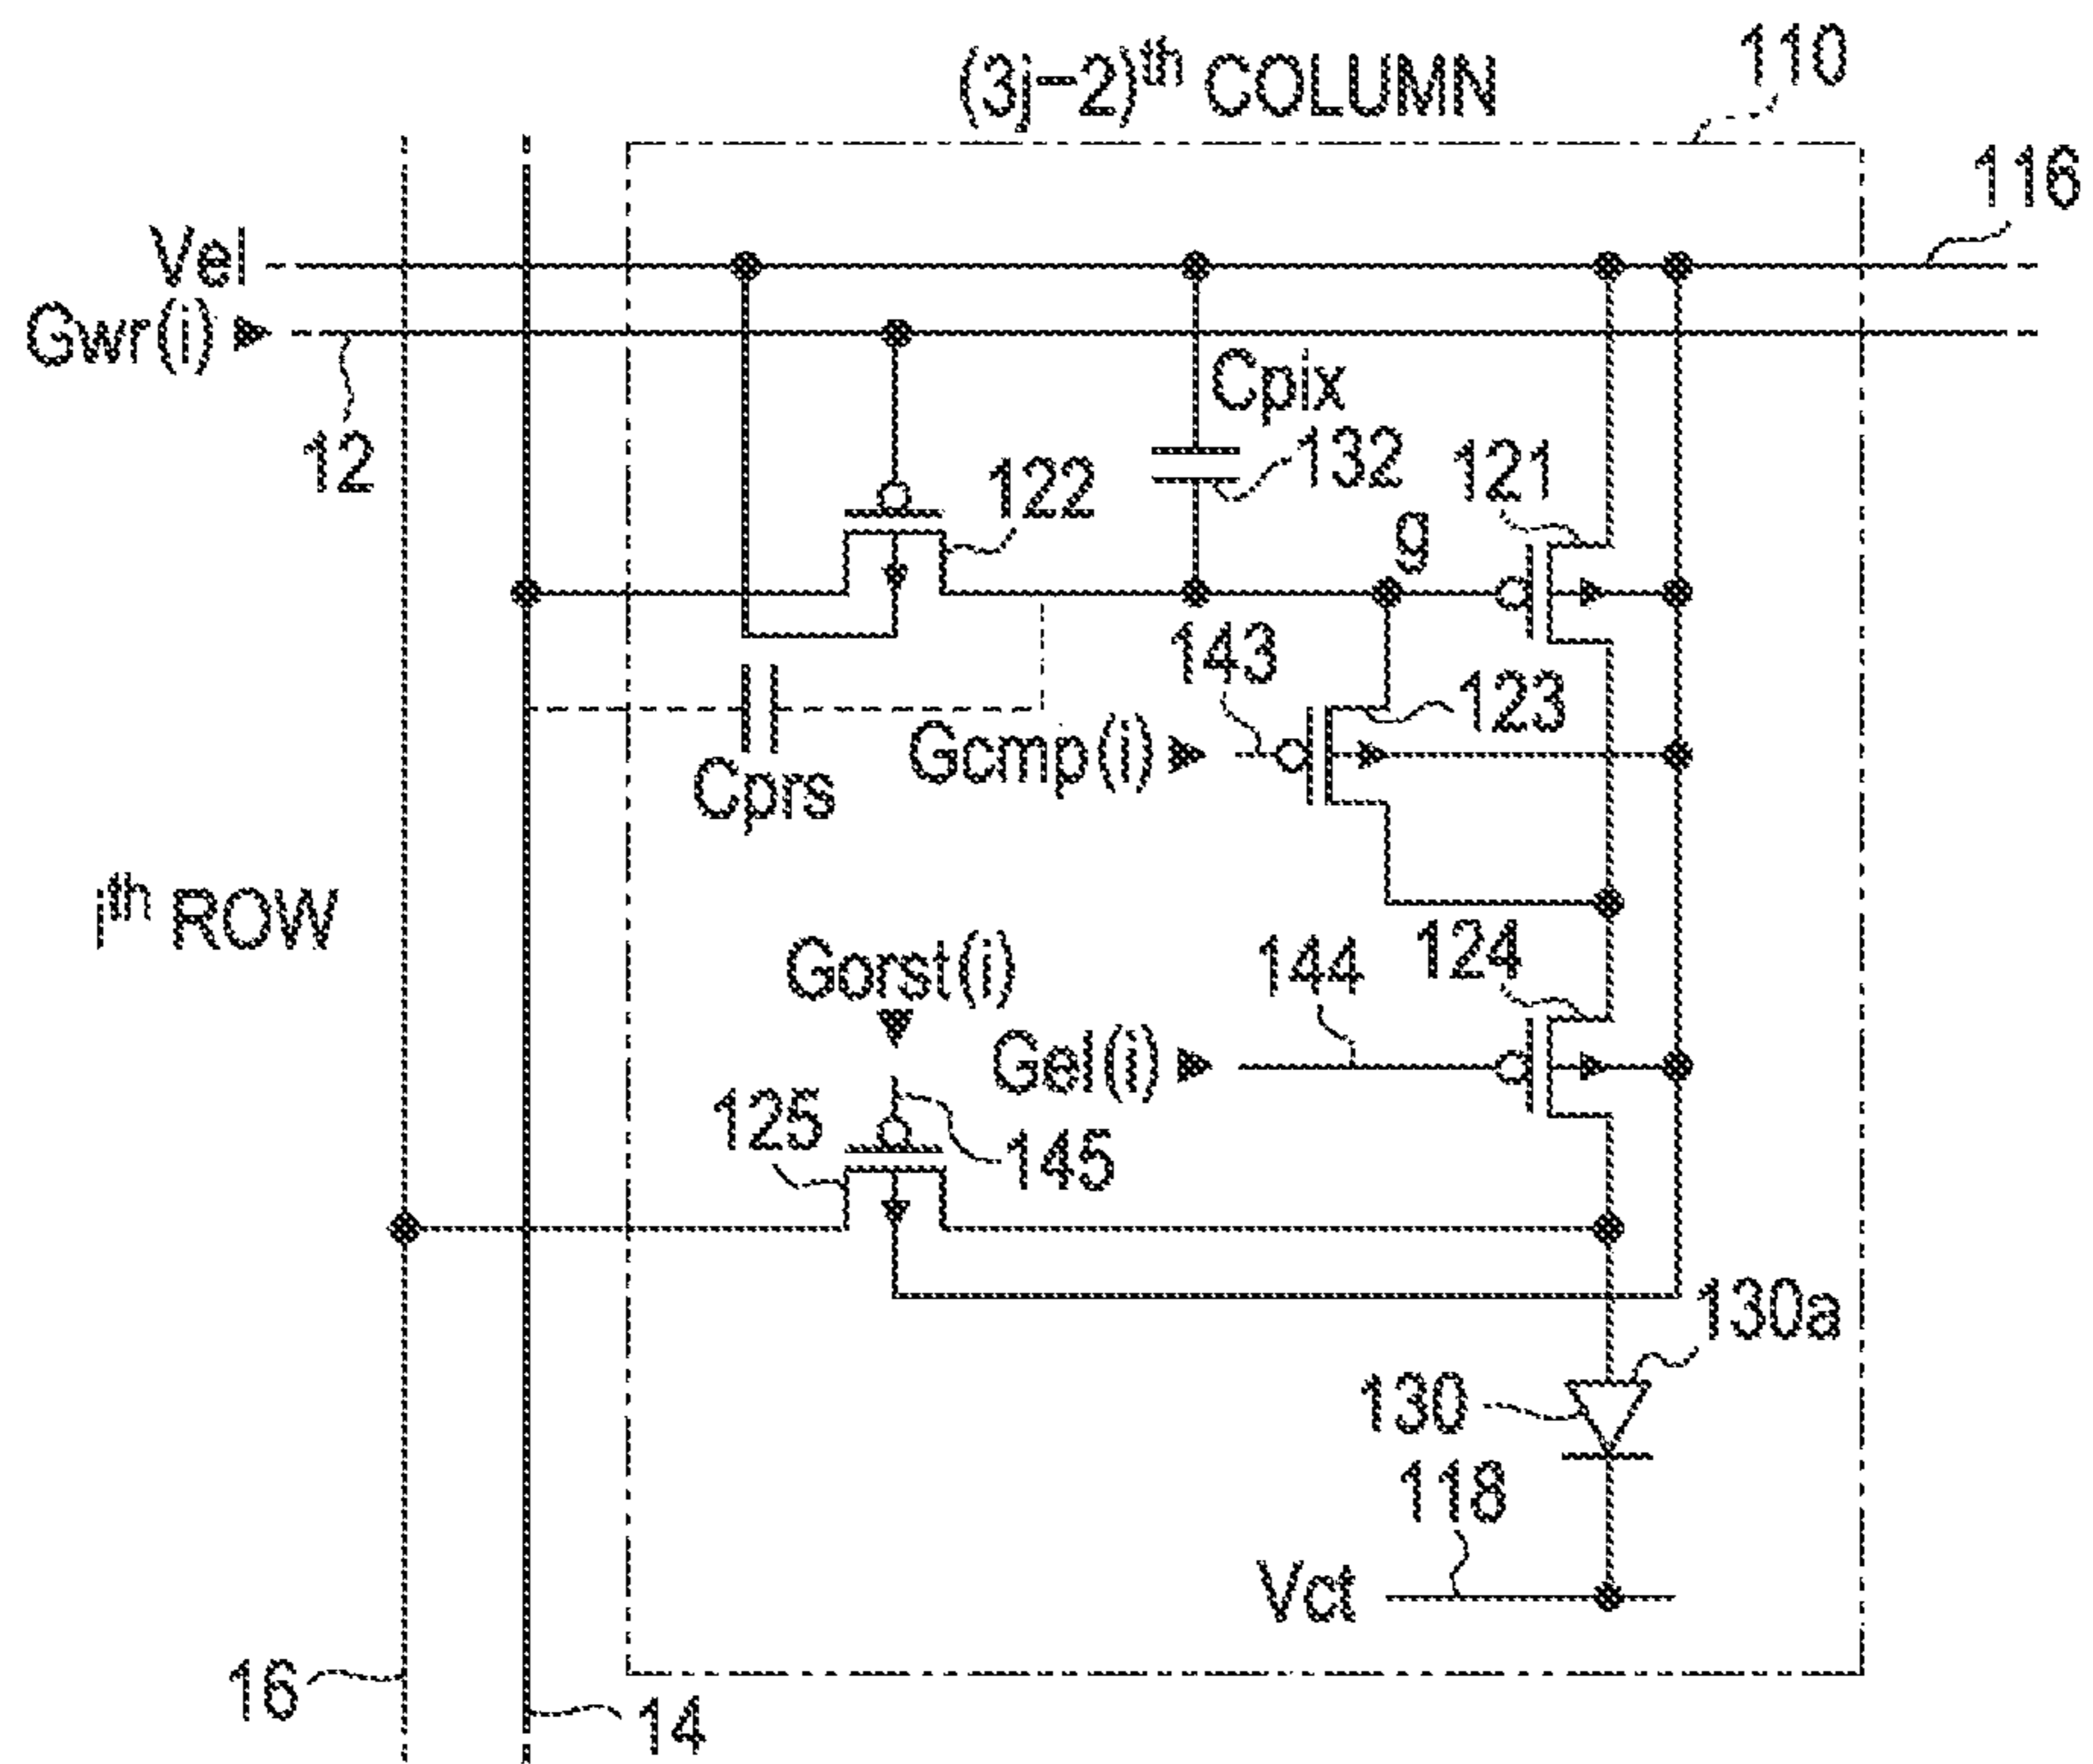 (3j−2)th COLUMN
110
116
Vel
Gwr(i)
12
Cpix
132
122
121
g
143
123
Gcmp(i)
Cprs
ith ROW
124
144
Gorst(i)
Gel(i)
125
145
130a
130
118
Vct
16
14